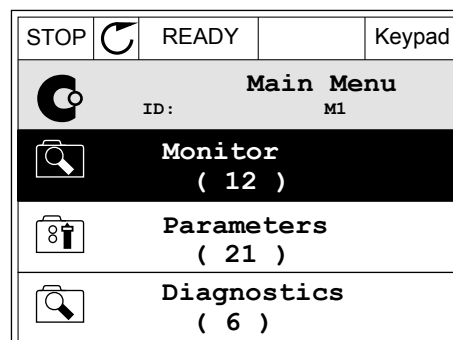 STOP READY Keypad
Main Menu
ID: M1
Monitor
( 12 )
Parameters
( 21 )
Diagnostics
( 6 )